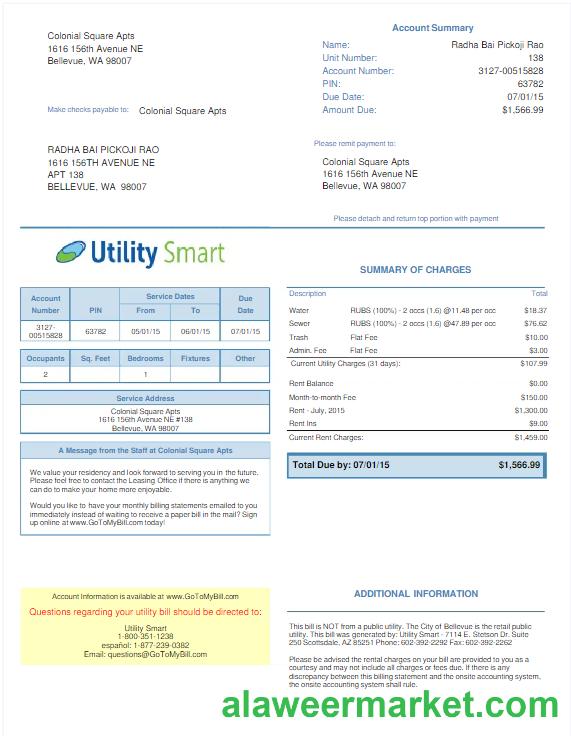 Colonial Square Apts
1616 156th Avenue NE
Bellevue, WA 98007
Account Summary
Name: Radha Bai Pickoji Rao
Unit Number: 138
Account Number: 3127-00515828
PIN: 63782
Due Date: 07/01/15
Amount Due: $1,566.99
Make checks payable to: Colonial Square Apts
RADHA BAI PICKOJI RAO
1616 156TH AVENUE NE
APT 138
BELLEVUE, WA 98007
Please remit payment to:
Colonial Square Apts
1616 156th Avenue NE
Bellevue, WA 98007
Please detach and return top portion with payment
Utility Smart
Account Number PIN Service Dates From To Due Date
3127-00515828 63782 05/01/15 06/01/15 07/01/15
Occupants Sq. Feet Bedrooms Fixtures Other
2 1
Service Address
Colonial Square Apts
1616 156th Avenue NE #138
Bellevue, WA 98007
A Message from the Staff at Colonial Square Apts
We value your residency and look forward to serving you in the future.
Please feel free to contact the Leasing Office if there is anything we
can do to make your home more enjoyable.
Would you like to have your monthly billing statements emailed to you
immediately instead of waiting to receive a paper bill in the mail? Sign
up online at www.GoToMyBill.com today!
SUMMARY OF CHARGES
Description Total
Water RUBS (100%) - 2 occs (1.6) @11.48 per occ $18.37
Sewer RUBS (100%) - 2 occs (1.6) @47.89 per occ $76.62
Trash Flat Fee $10.00
Admin. Fee Flat Fee $3.00
Current Utility Charges (31 days): $107.99
Rent Balance $0.00
Month-to-month Fee $150.00
Rent - July, 2015 $1,300.00
Rent Ins $9.00
Current Rent Charges: $1,459.00
Total Due by: 07/01/15 $1,566.99
Account Information is available at www.GoToMyBill.com
Questions regarding your utility bill should be directed to:
Utility Smart
1-800-351-1238
español: 1-877-239-0382
Email: questions@GoToMyBill.com
ADDITIONAL INFORMATION
This bill is NOT from a public utility. The City of Bellevue is the retail public
utility. This bill was generated by: Utility Smart - 7114 E. Stetson Dr. Suite
250 Scottsdale, AZ 85251 Phone: 602-392-2292 Fax: 602-392-2262
Please be advised the rental charges on your bill are provided to you as a
courtesy and may not include all charges or fees due. If there is any
discrepancy between this billing statement and the onsite accounting system,
the onsite accounting system shall rule.
alaweermarket.com